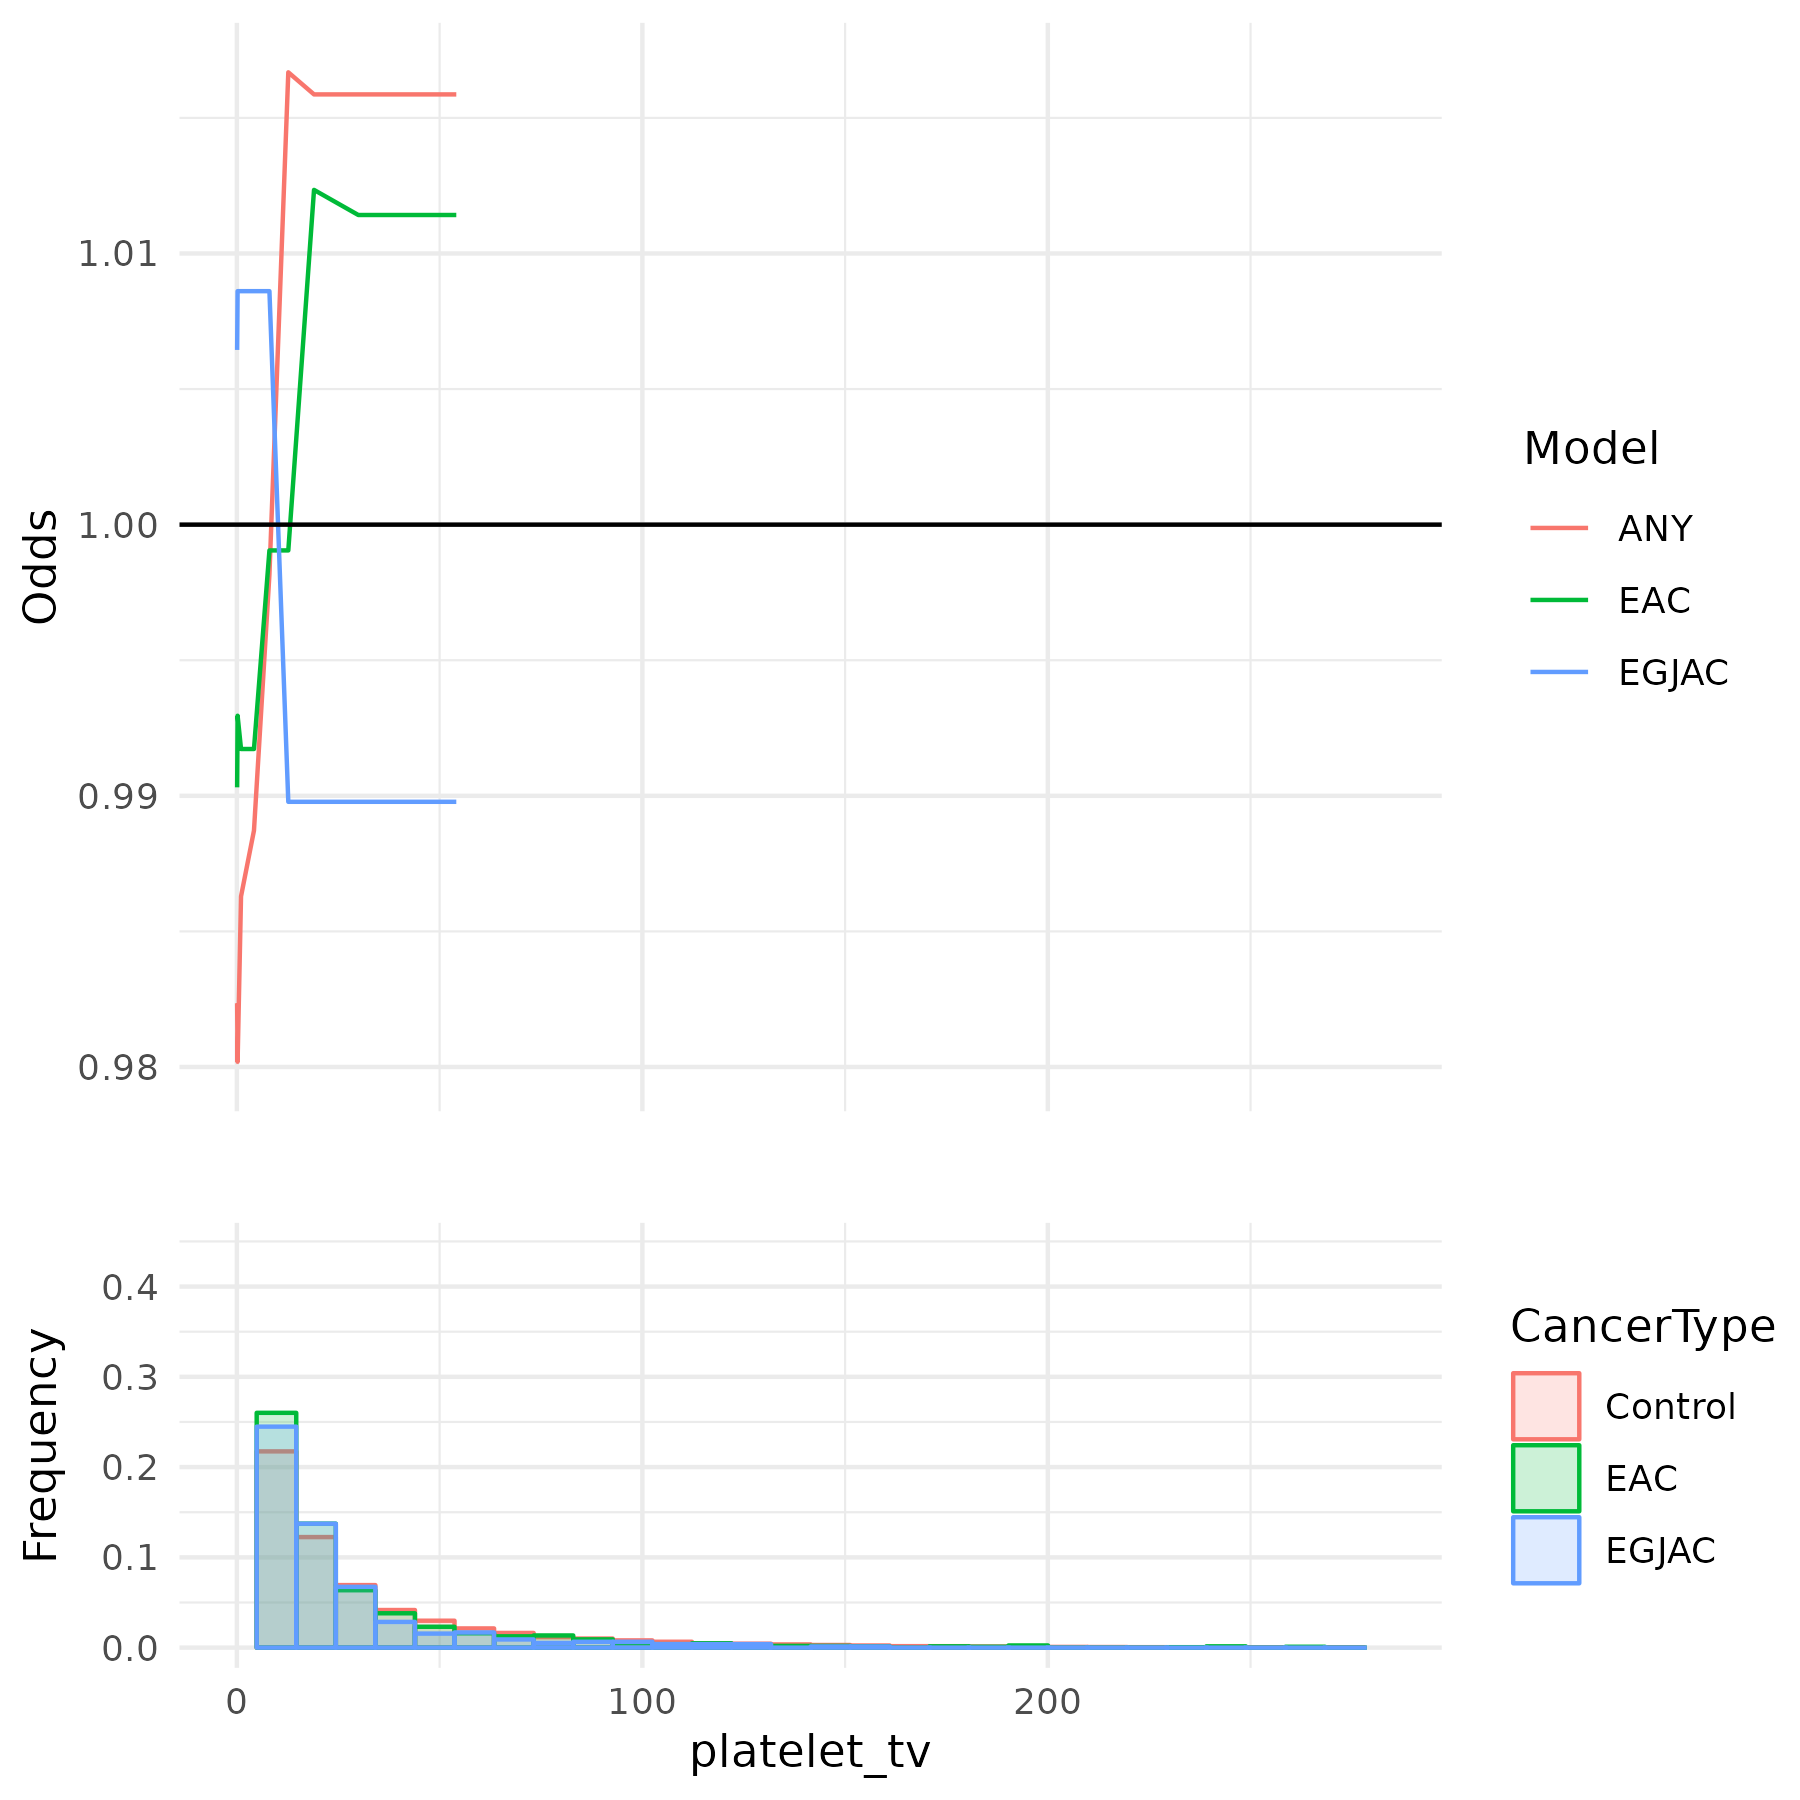 1.01
1.00
0.99
0.98
Odds
Model
ANY
EAC
EGJAC
0.4
0.3
0.2
0.1
0.0
Frequency
0
100
200
platelet_tv
CancerType
Control
EAC
EGJAC